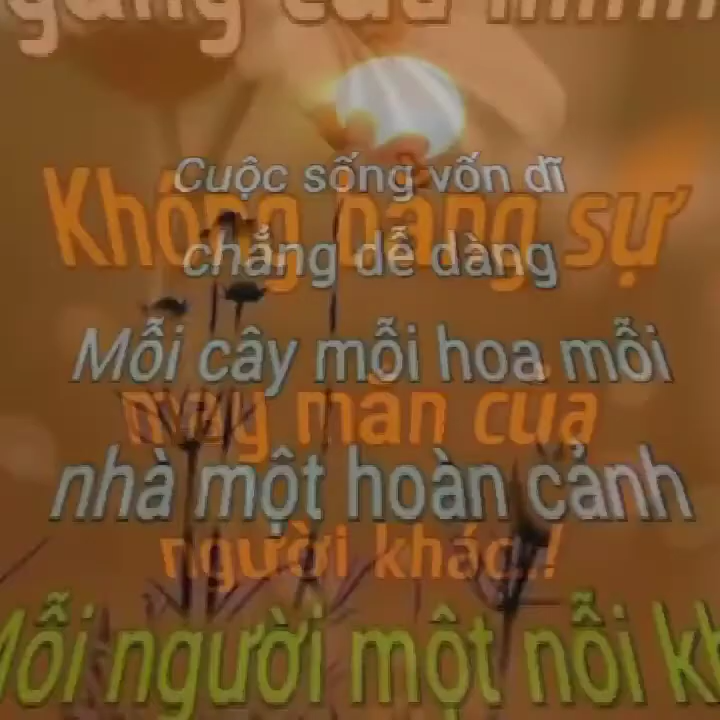 Cuộc sống vốn dĩ
Không bằng sự
chẳng dễ dàng
Mỗi cây mỗi hoa mỗi
may mắn của
nhà một hoàn cảnh
người khác..!
Mỗi người một nỗi